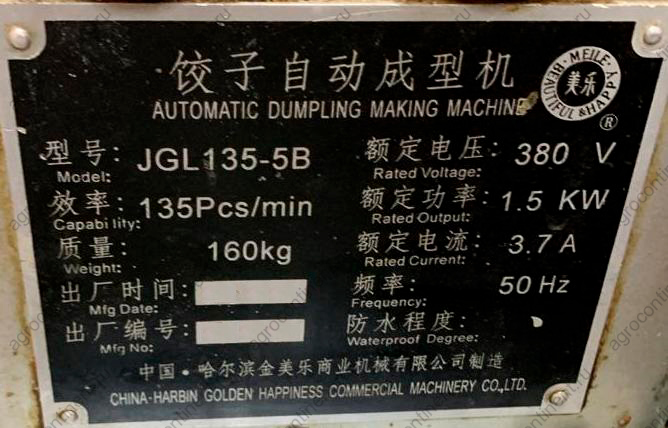 饺子自动成型机
AUTOMATIC DUMPLING MAKING MACHINE
MEILE·HAPPY·BEAUTIFUL &HAPPY
美乐
®
型号: JGL135-5B
Model:
额定电压: 380 V
Rated Voltage:
效率: 135Pcs/min
Capability:
额定功率: 1.5 KW
Rated Output:
质量: 160kg
Weight:
额定电流: 3.7 A
Rated Current:
出厂时间:
Mfg Date:
频率: 50 Hz
Frequency:
出厂编号:
Mfg No:
防水程度:
Waterproof Degree:
中国·哈尔滨金美乐商业机械有限公司制造
CHINA-HARBIN GOLDEN HAPPINESS COMMERCIAL MACHINERY CO.,LTD.